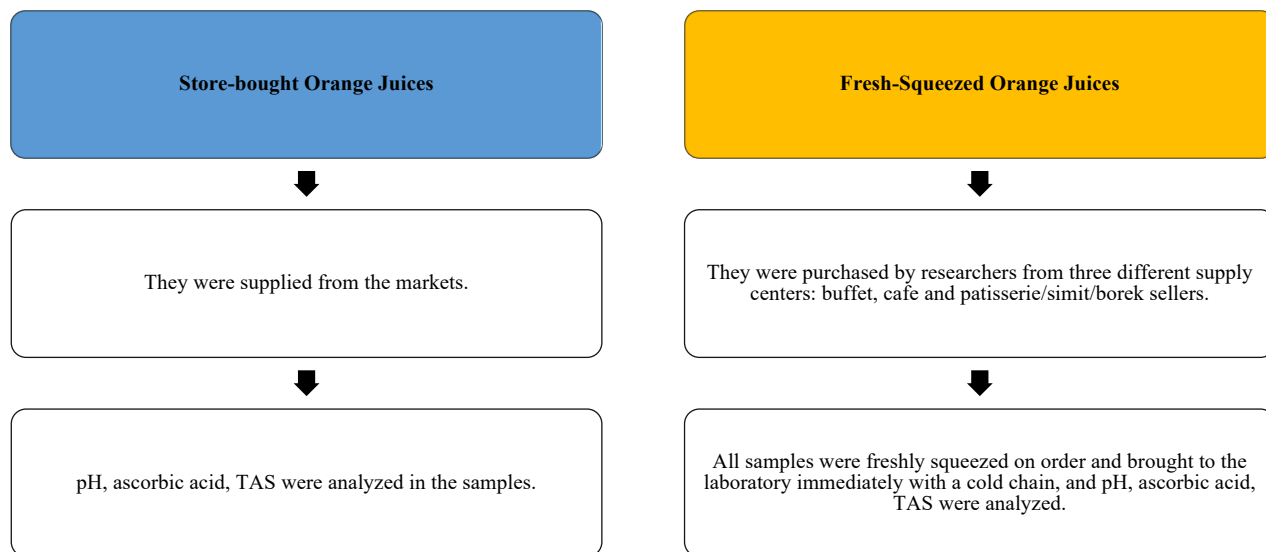 Store-bought Orange Juices
Fresh-Squeezed Orange Juices
They were supplied from the markets.
They were purchased by researchers from three different supply
centers: buffet, cafe and patisserie/simit/borek sellers.
pH, ascorbic acid, TAS were analyzed in the samples.
All samples were freshly squeezed on order and brought to the
laboratory immediately with a cold chain, and pH, ascorbic acid,
TAS were analyzed.